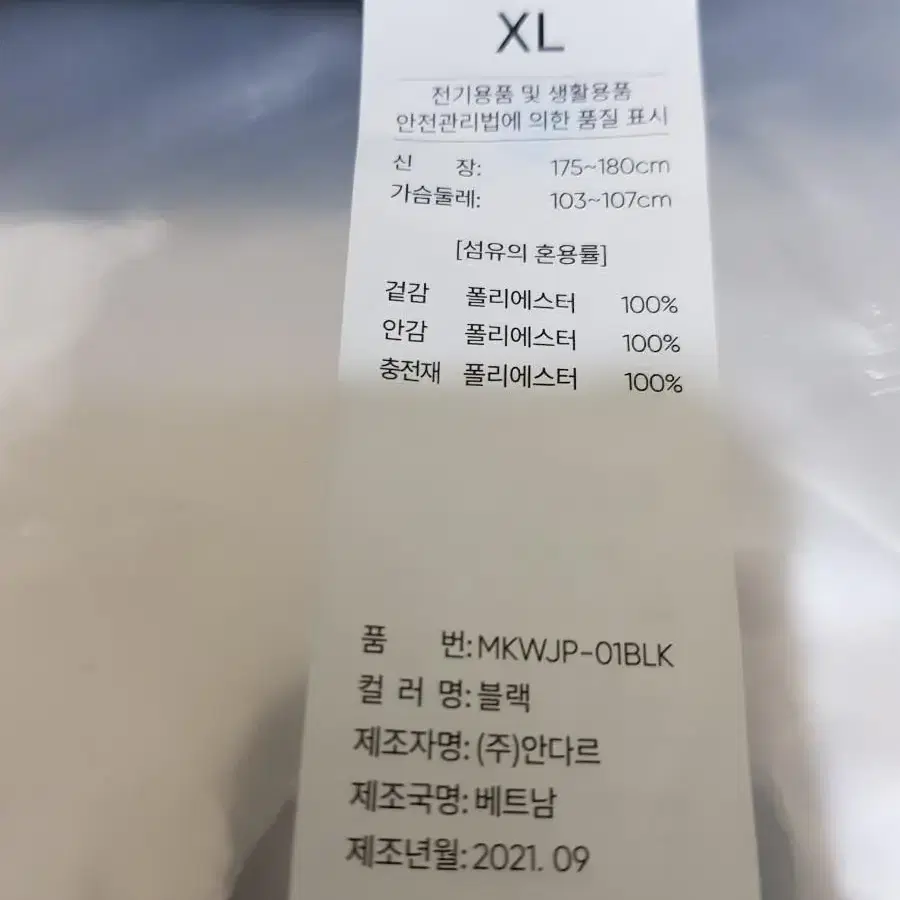 XL
전기용품 및 생활용품
안전관리법에 의한 품질 표시
신 장: 175~180cm
가슴둘레: 103~107cm
[섬유의 혼용률]
겉감 폴리에스터 100%
안감 폴리에스터 100%
충전재 폴리에스터 100%
품 번: MKWJP-01BLK
컬 러 명: 블랙
제조자명: (주)안다르
제조국명: 베트남
제조년월: 2021. 09